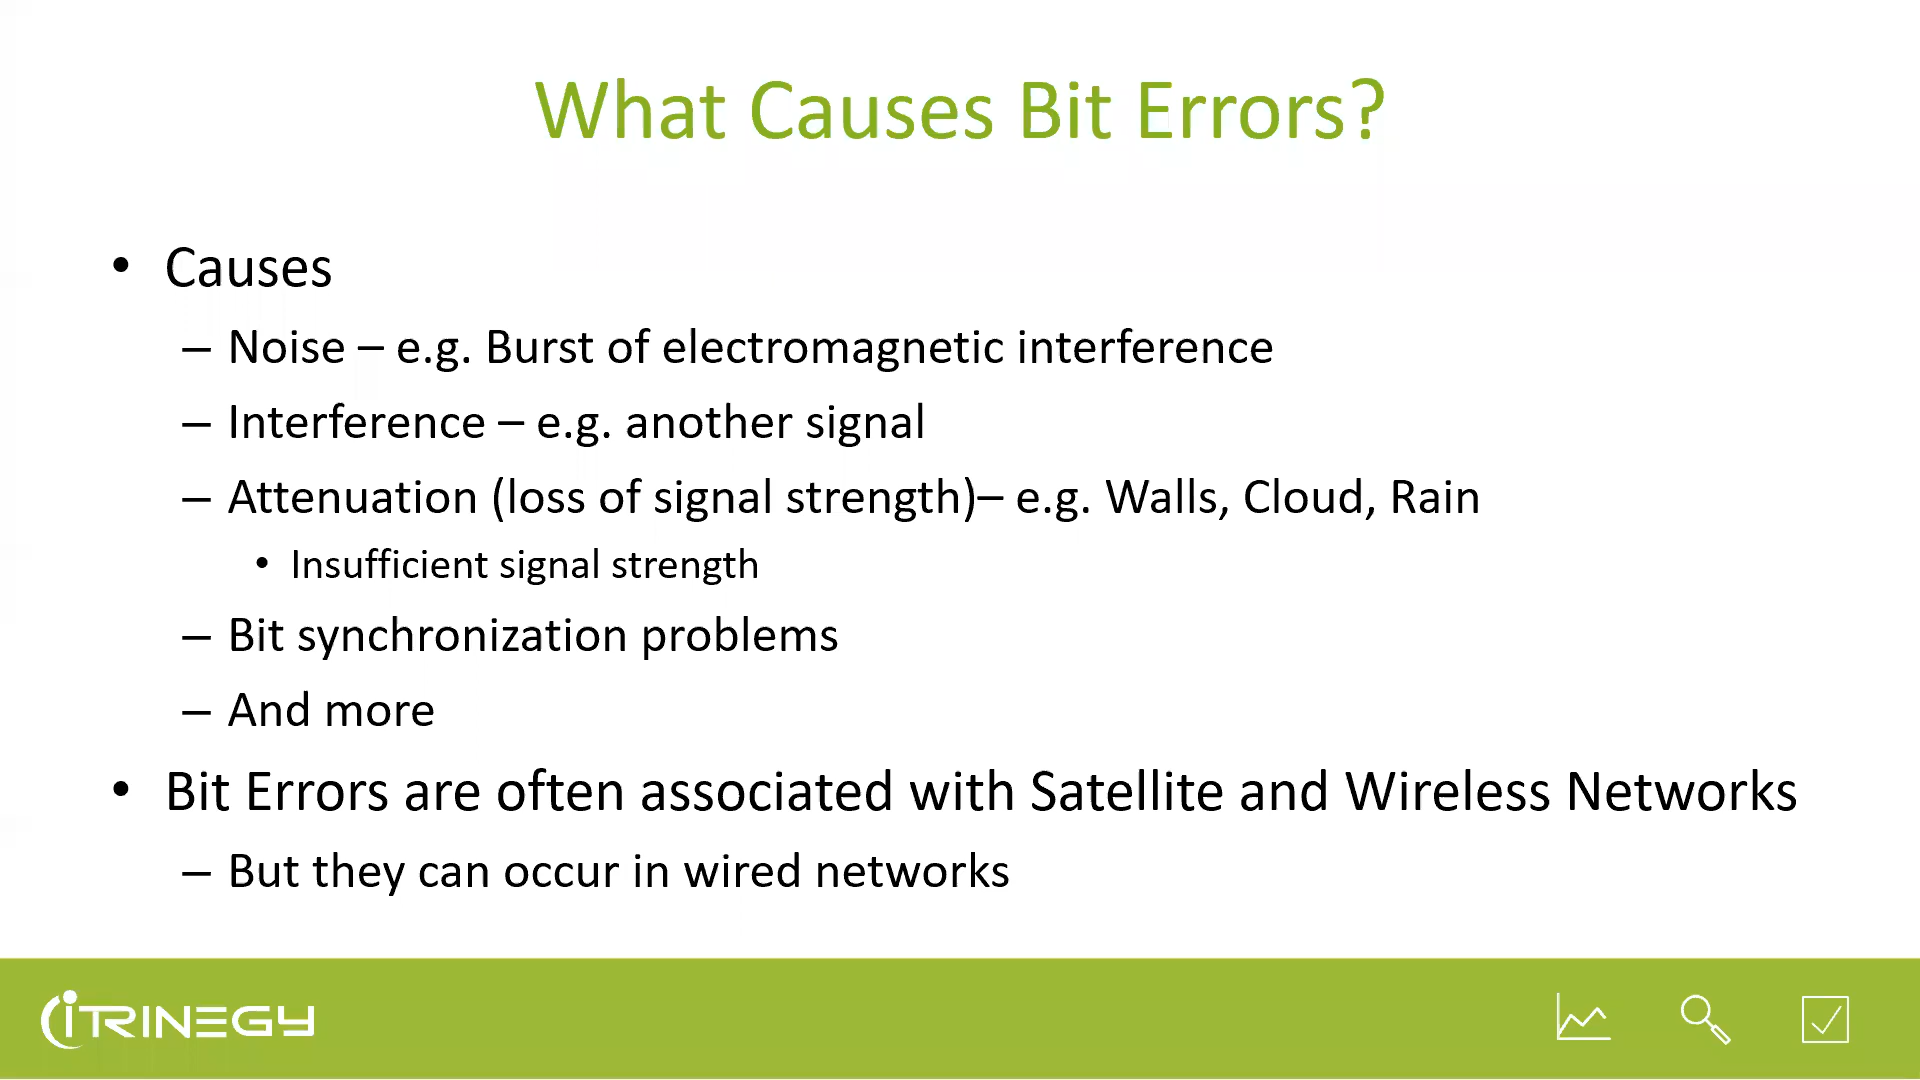 What Causes Bit Errors?
• Causes
– Noise – e.g. Burst of electromagnetic interference
– Interference – e.g. another signal
– Attenuation (loss of signal strength)– e.g. Walls, Cloud, Rain
• Insufficient signal strength
– Bit synchronization problems
– And more
• Bit Errors are often associated with Satellite and Wireless Networks
– But they can occur in wired networks
iTRINEGY